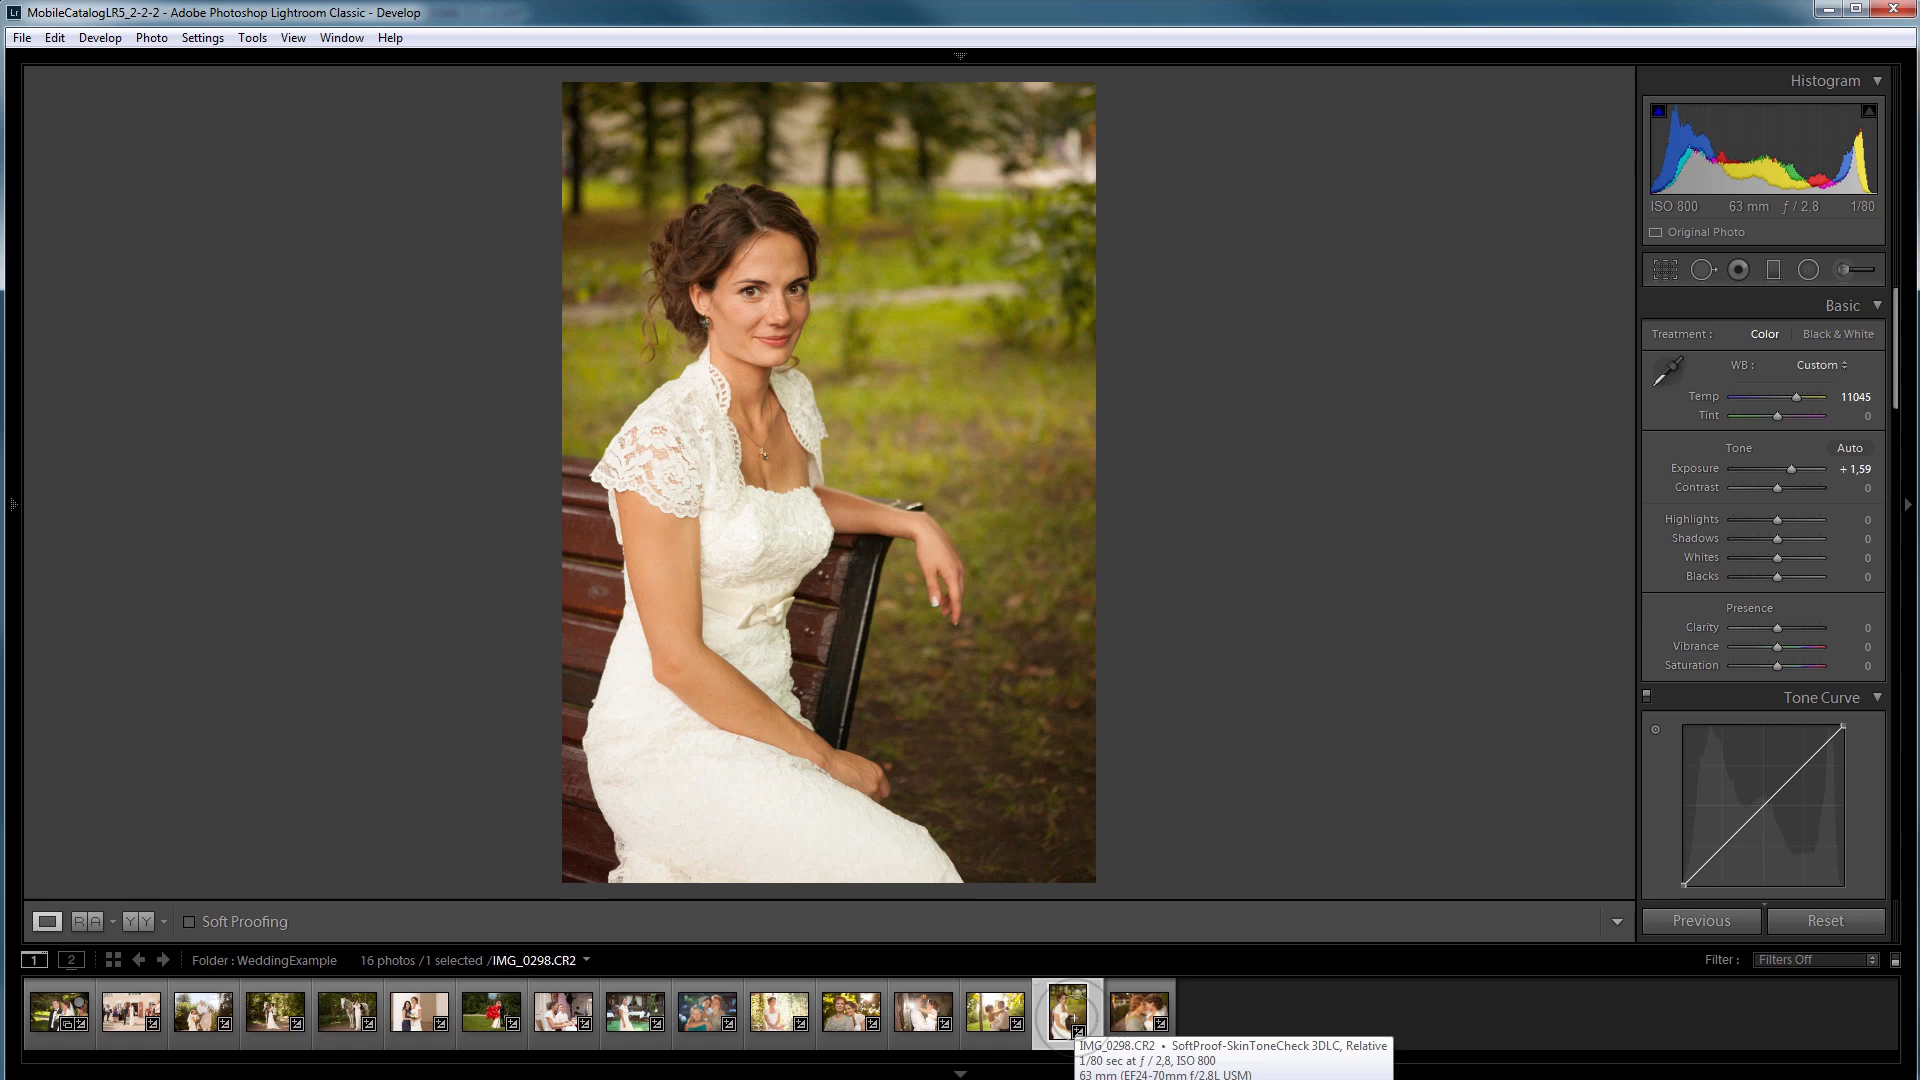 MobileCatalogLR5_2-2-2 - Adobe Photoshop Lightroom Classic - Develop
File Edit Develop Photo Settings Tools View Window Help
Histogram
ISO 800 63 mm ƒ / 2,8 1/80
Original Photo
Basic
Treatment : Color Black & White
WB : Custom
Temp 11045
Tint 0
Tone Auto
Exposure + 1,59
Contrast 0
Highlights 0
Shadows 0
Whites 0
Blacks 0
Presence
Clarity 0
Vibrance 0
Saturation 0
Tone Curve
R A Y Y Soft Proofing
Previous Reset
1 2 Folder : WeddingExample 16 photos /1 selected /IMG_0298.CR2 Filter : Filters Off
IMG_0298.CR2 • SoftProof-SkinToneCheck 3DLC, Relative
1/80 sec at ƒ / 2,8, ISO 800
63 mm (EF24-70mm f/2.8L USM)